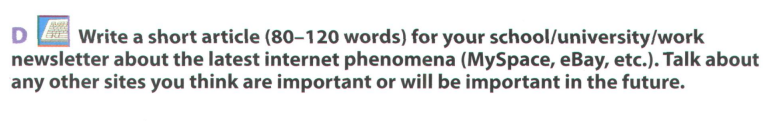 D Write a short article (80–120 words) for your school/university/work
newsletter about the latest internet phenomena (MySpace, eBay, etc.). Talk about
any other sites you think are important or will be important in the future.